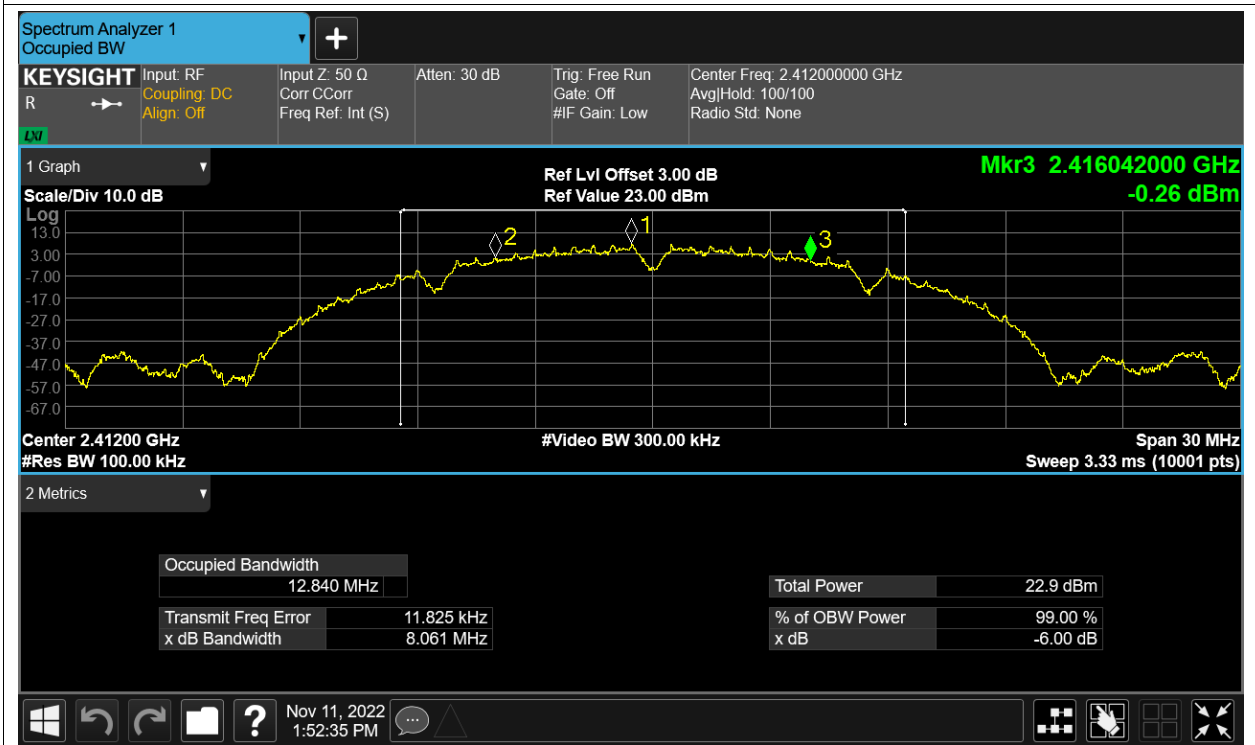 Spectrum Analyzer 1
Occupied BW
KEYSIGHT
R
LXI
Input: RF
Coupling: DC
Align: Off
Input Z: 50 Ω
Corr CCorr
Freq Ref: Int (S)
Atten: 30 dB
Trig: Free Run
Gate: Off
#IF Gain: Low
Center Freq: 2.412000000 GHz
Avg|Hold: 100/100
Radio Std: None
1 Graph
Scale/Div 10.0 dB
Ref Lvl Offset 3.00 dB
Ref Value 23.00 dBm
Mkr3 2.416042000 GHz
-0.26 dBm
Log
13.0
3.00
-7.00
-17.0
-27.0
-37.0
-47.0
-57.0
-67.0
2
1
3
Center 2.41200 GHz
#Res BW 100.00 kHz
#Video BW 300.00 kHz
Span 30 MHz
Sweep 3.33 ms (10001 pts)
2 Metrics
Occupied Bandwidth
12.840 MHz
Transmit Freq Error 11.825 kHz
x dB Bandwidth 8.061 MHz
Total Power 22.9 dBm
% of OBW Power 99.00 %
x dB -6.00 dB
?
Nov 11, 2022
1:52:35 PM